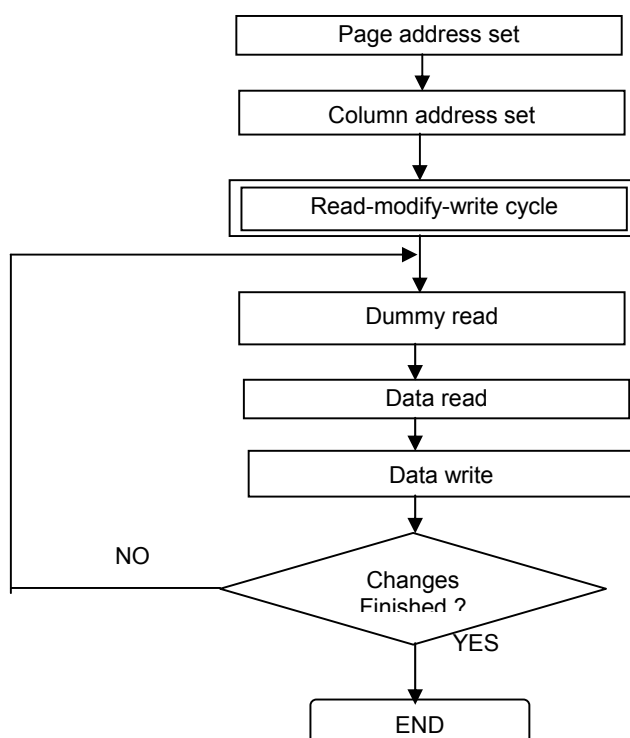 Page address set
Column address set
Read-modify-write cycle
Dummy read
Data read
Data write
NO
Changes
Finished ?
YES
END